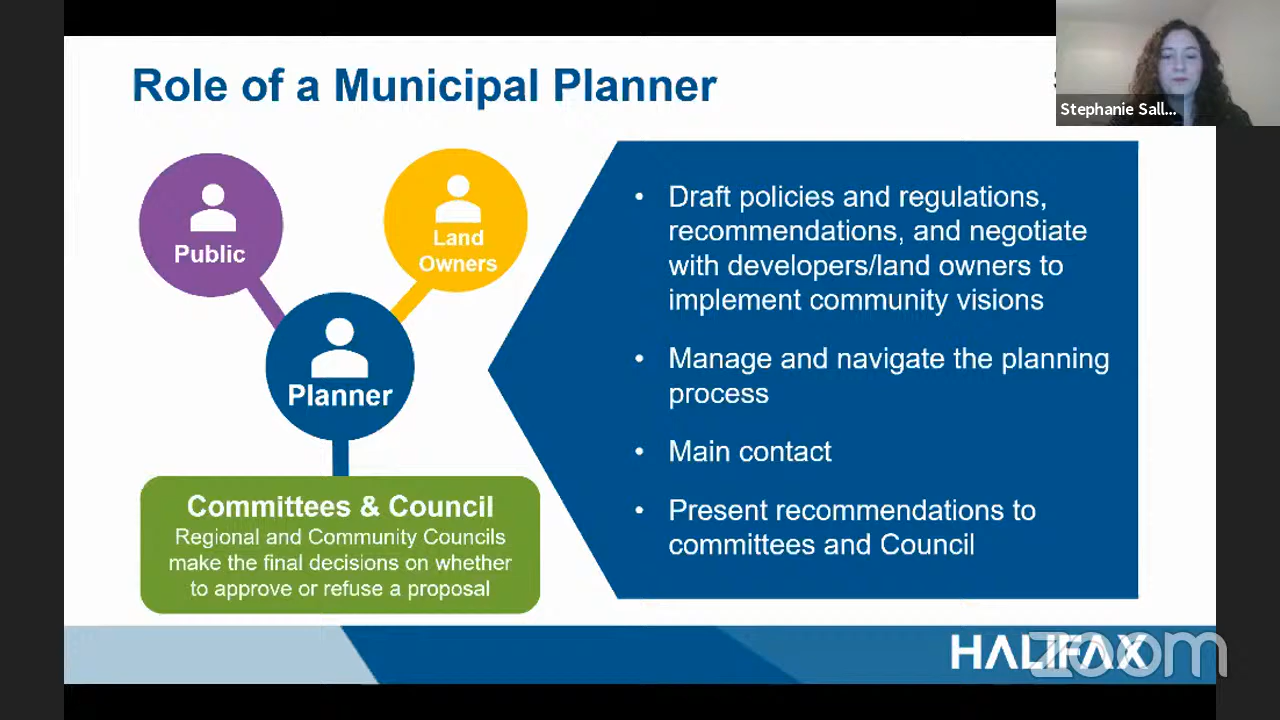 Role of a Municipal Planner
Stephanie Sall...
Public
Land
Owners
Planner
Committees & Council
Regional and Community Councils
make the final decisions on whether
to approve or refuse a proposal
• Draft policies and regulations,
recommendations, and negotiate
with developers/land owners to
implement community visions
• Manage and navigate the planning
process
• Main contact
• Present recommendations to
committees and Council
HALIFAX
zoom